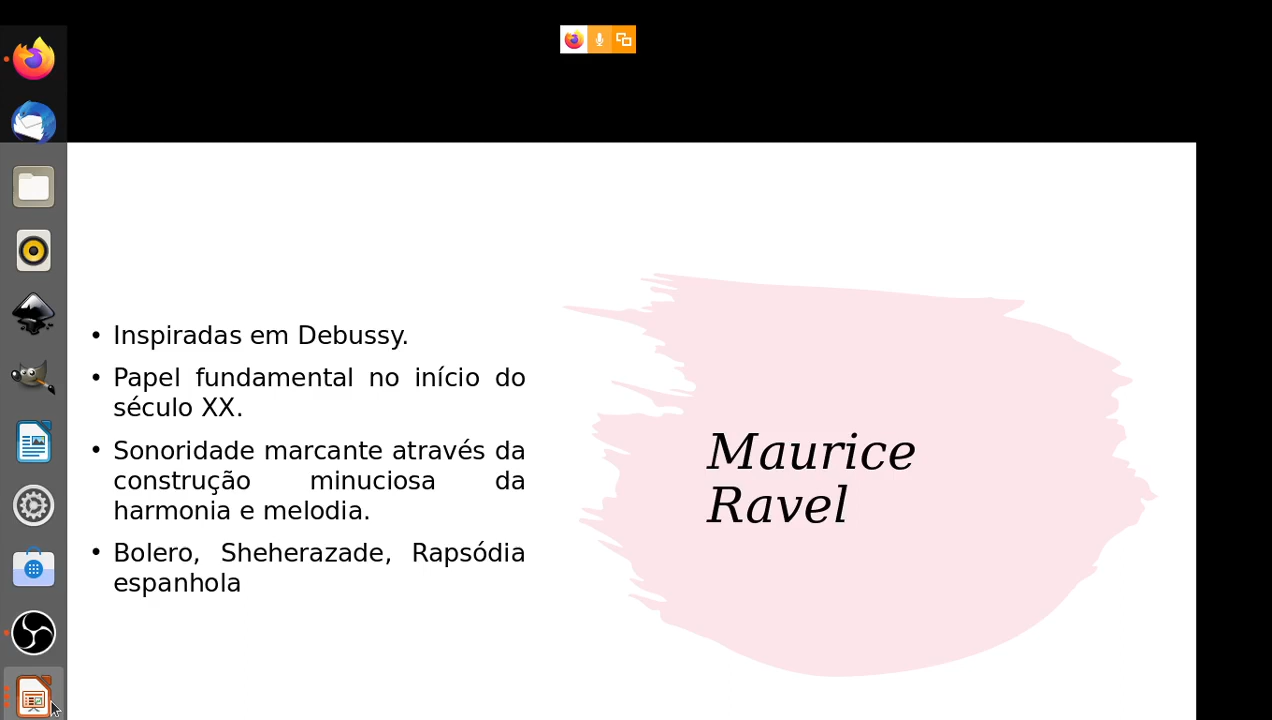 • Inspiradas em Debussy.
• Papel fundamental no início do
século XX.
• Sonoridade marcante através da
construção minuciosa da
harmonia e melodia.
• Bolero, Sheherazade, Rapsódia
espanhola
Maurice
Ravel